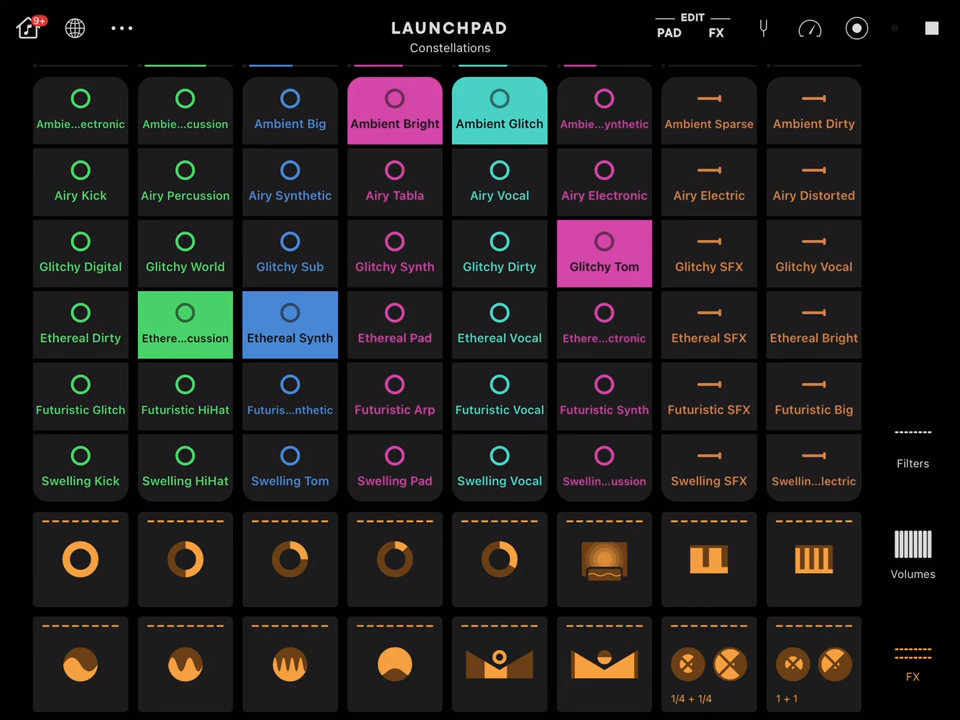 9+
LAUNCHPAD
Constellations
EDIT
PAD FX
Ambie...ectronic Ambie...cussion Ambient Big Ambient Bright Ambient Glitch Ambie...ynthetic Ambient Sparse Ambient Dirty
Airy Kick Airy Percussion Airy Synthetic Airy Tabla Airy Vocal Airy Electronic Airy Electric Airy Distorted
Glitchy Digital Glitchy World Glitchy Sub Glitchy Synth Glitchy Dirty Glitchy Tom Glitchy SFX Glitchy Vocal
Ethereal Dirty Ethere...cussion Ethereal Synth Ethereal Pad Ethereal Vocal Ethere...ctronic Ethereal SFX Ethereal Bright
Futuristic Glitch Futuristic HiHat Futuris...nthetic Futuristic Arp Futuristic Vocal Futuristic Synth Futuristic SFX Futuristic Big
Filters
Swelling Kick Swelling HiHat Swelling Tom Swelling Pad Swelling Vocal Swellin...ussion Swelling SFX Swellin...lectric
Volumes
FX
1/4 + 1/4 1 + 1